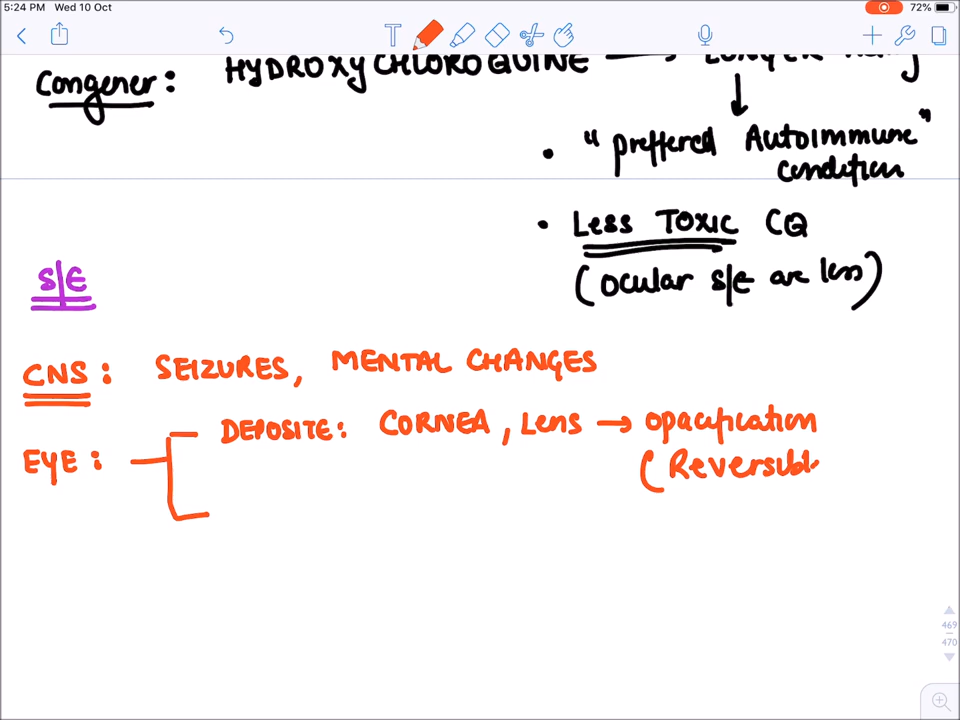 5:24 PM Wed 10 Oct 72%
T
Congener: HYDROXYCHLOROQUINE
• "preffered Autoimmune"
condition
• Less TOXIC CQ
(ocular s/e are less)
S/E
CNS: SEIZURES, MENTAL CHANGES
EYE: DEPOSITE: CORNEA, Lens → opacification
(Reversibl
469
470